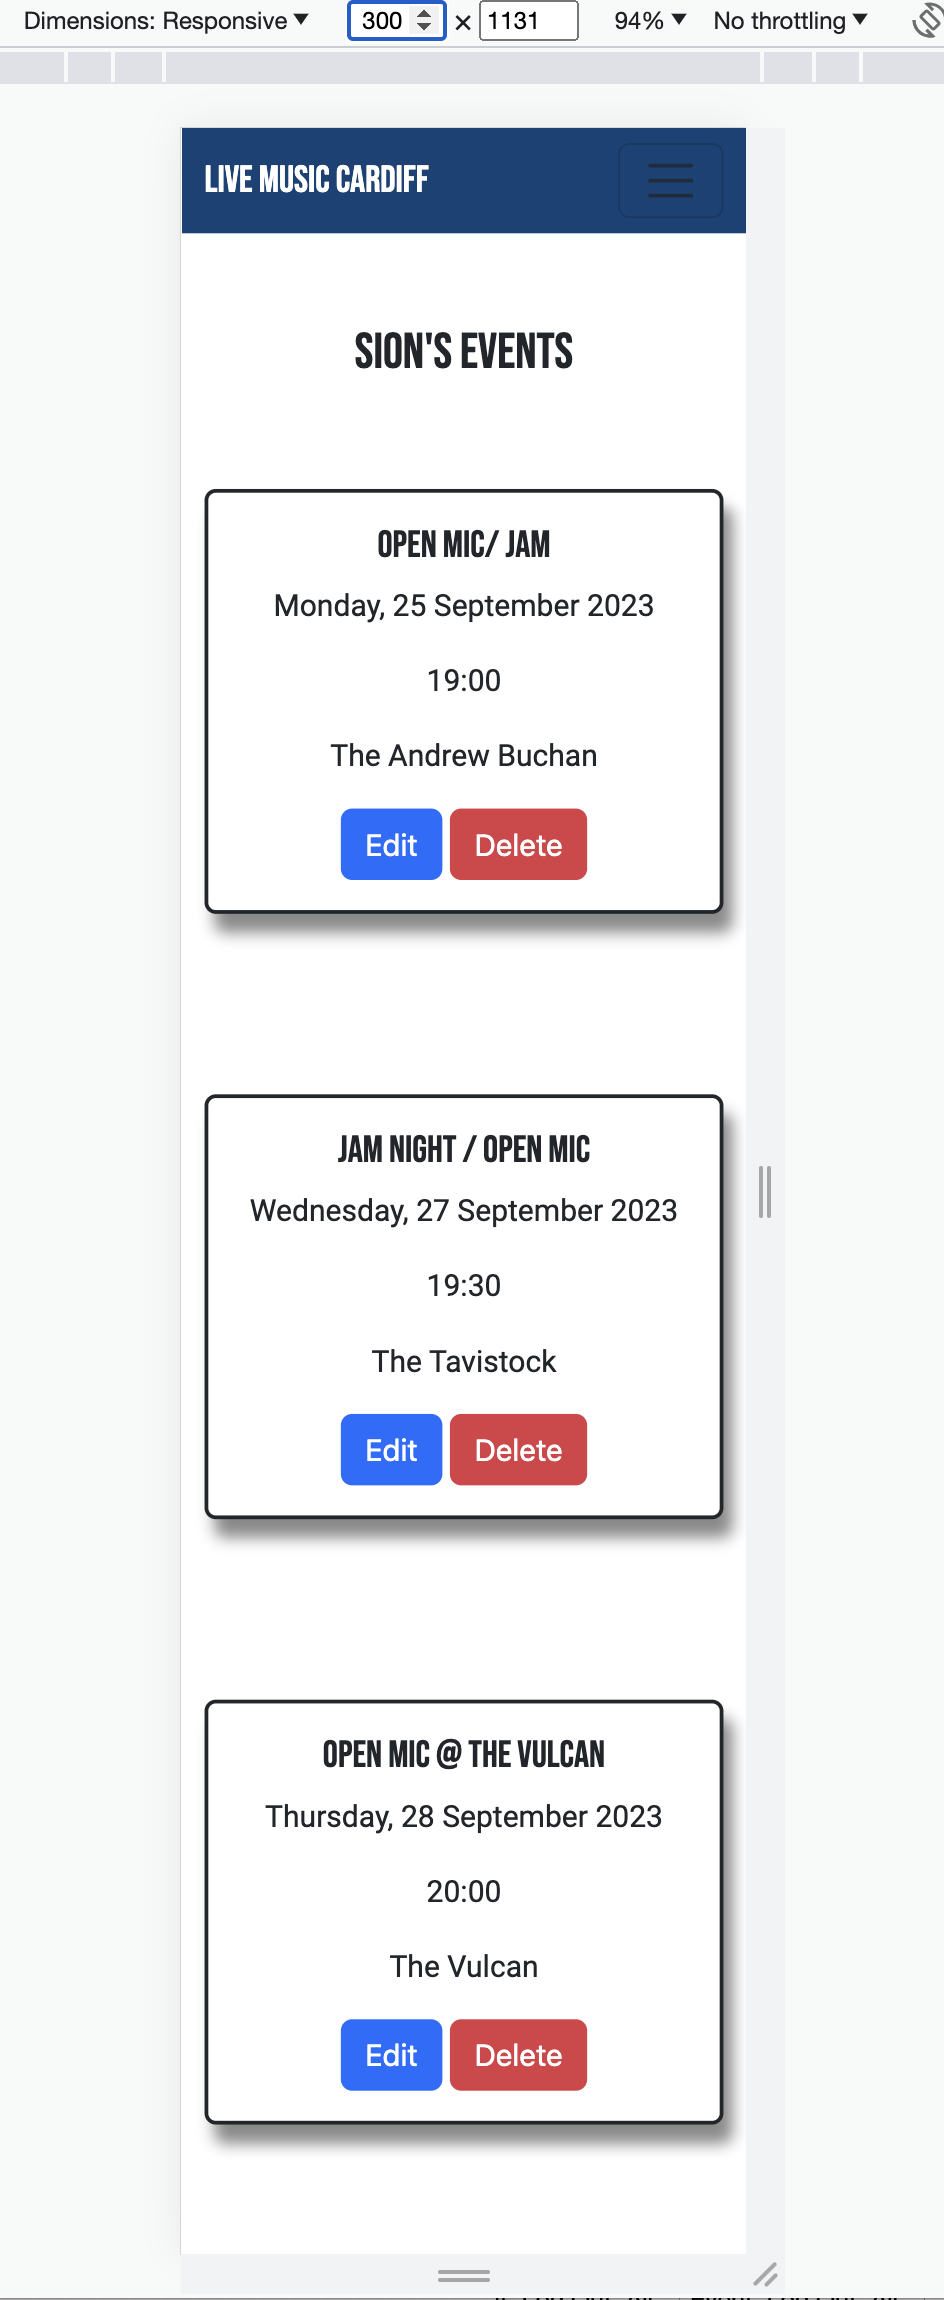 Dimensions: Responsive ▼ 300 × 1131 94% ▼ No throttling ▼
LIVE MUSIC CARDIFF
SION'S EVENTS
OPEN MIC/ JAM
Monday, 25 September 2023
19:00
The Andrew Buchan
Edit Delete
JAM NIGHT / OPEN MIC
Wednesday, 27 September 2023
19:30
The Tavistock
Edit Delete
OPEN MIC @ THE VULCAN
Thursday, 28 September 2023
20:00
The Vulcan
Edit Delete